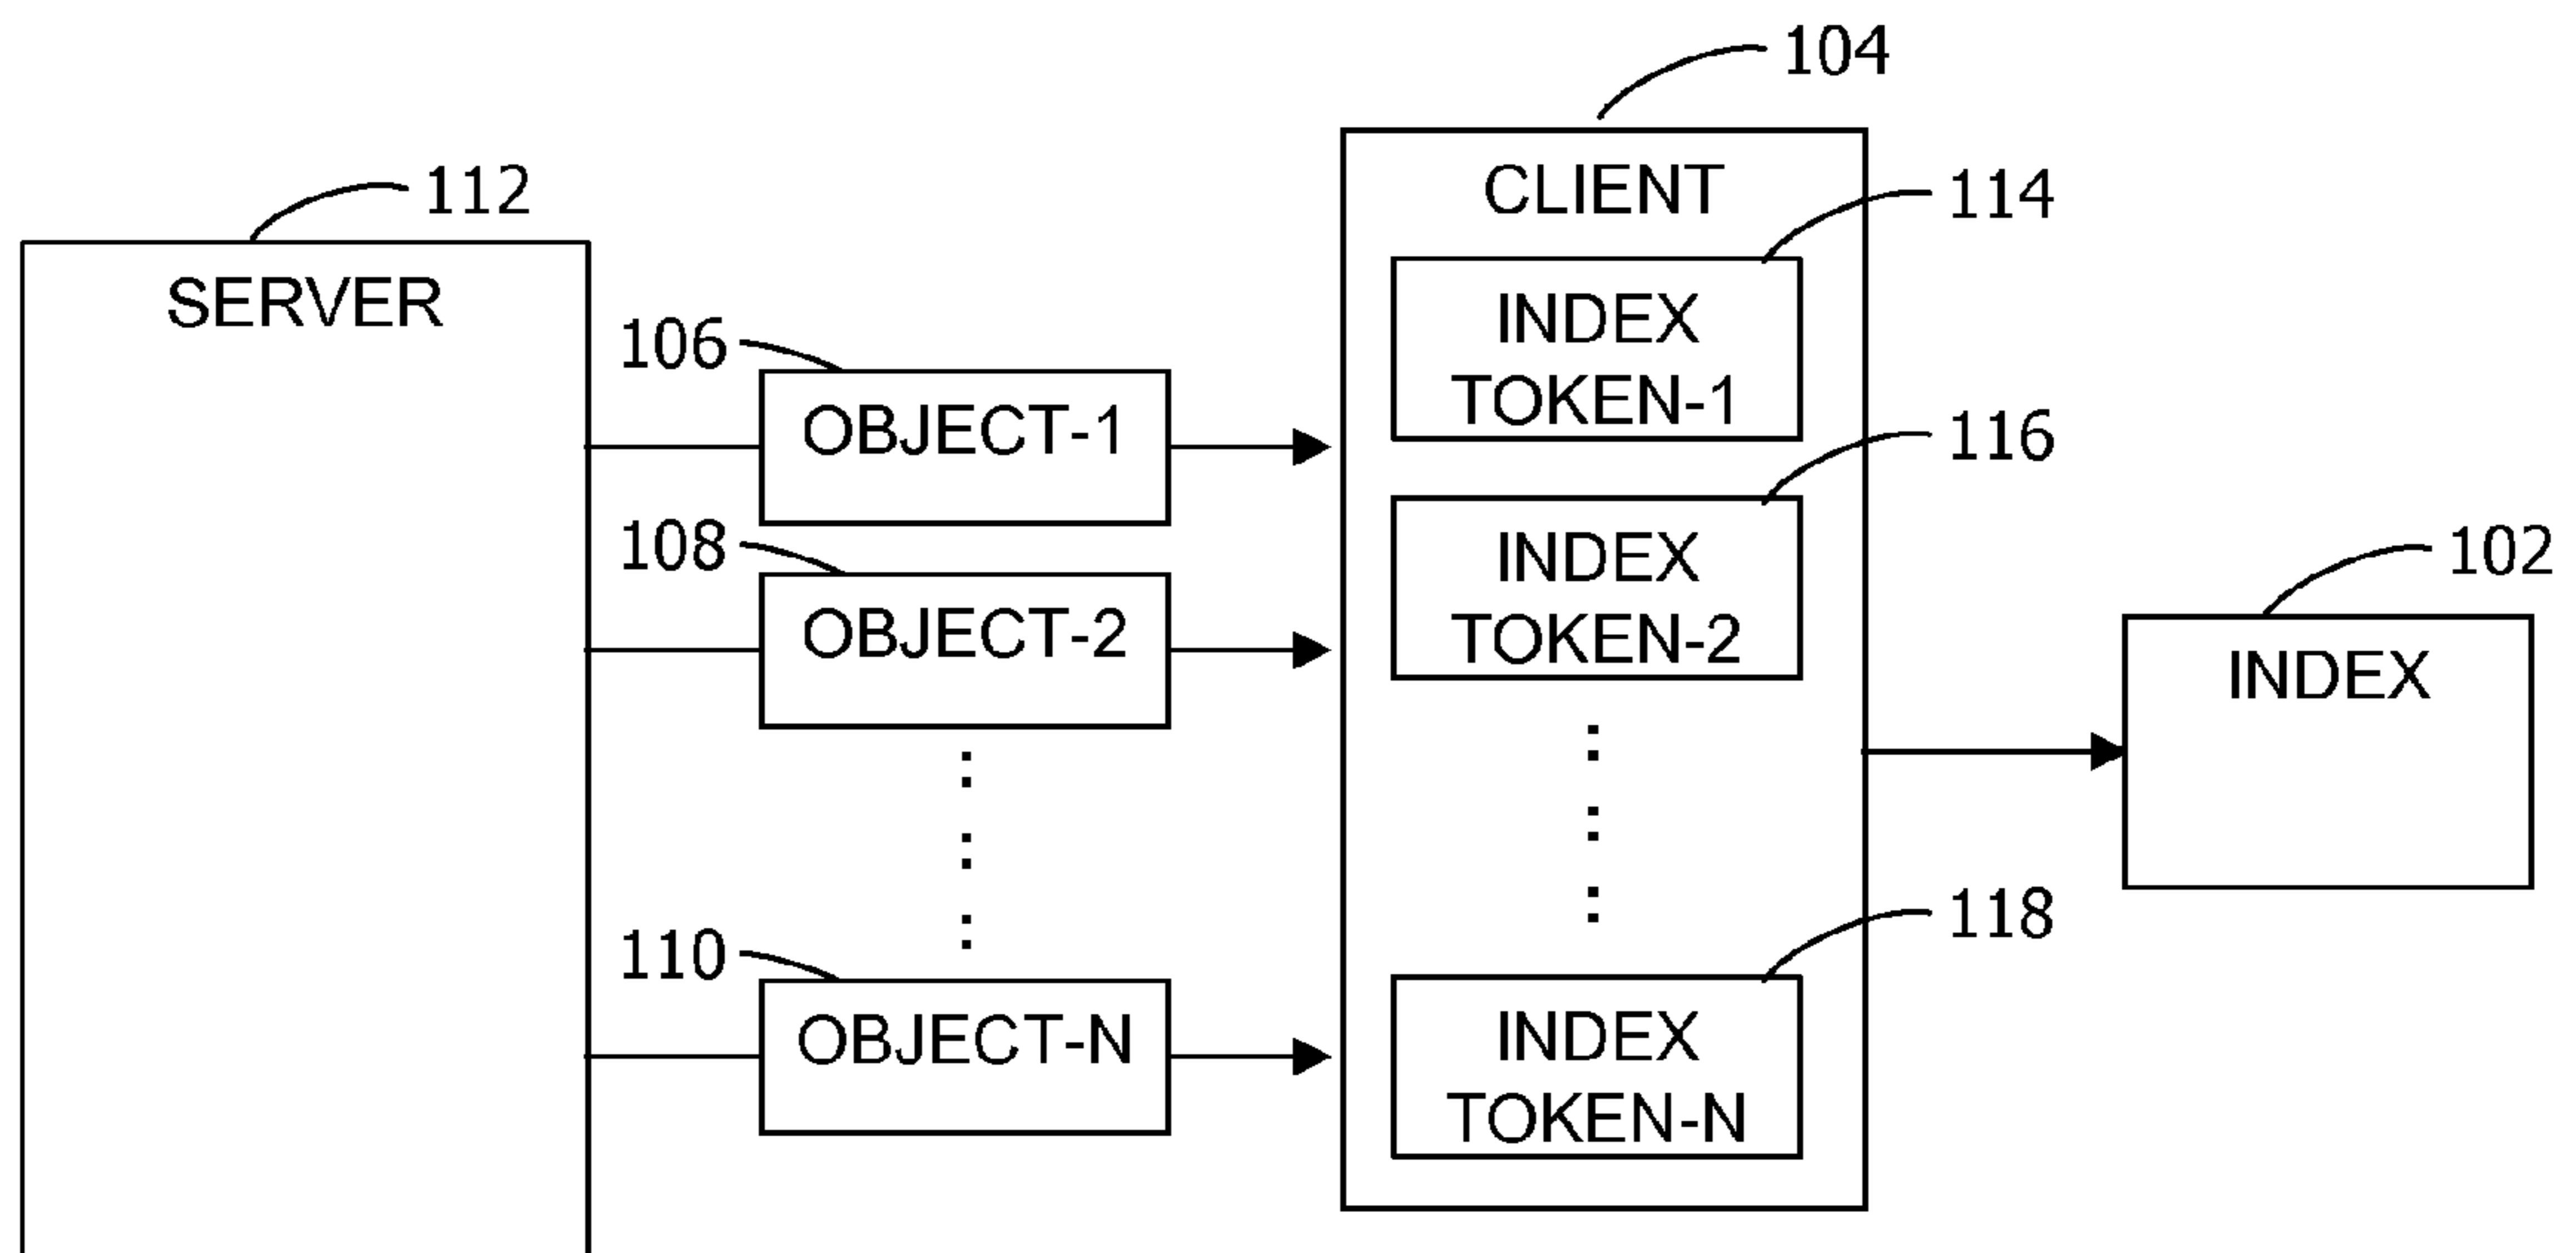 104
CLIENT
112
114
SERVER
INDEX
TOKEN-1
106
OBJECT-1
116
108
INDEX
TOKEN-2
102
OBJECT-2
INDEX
118
110
INDEX
TOKEN-N
OBJECT-N